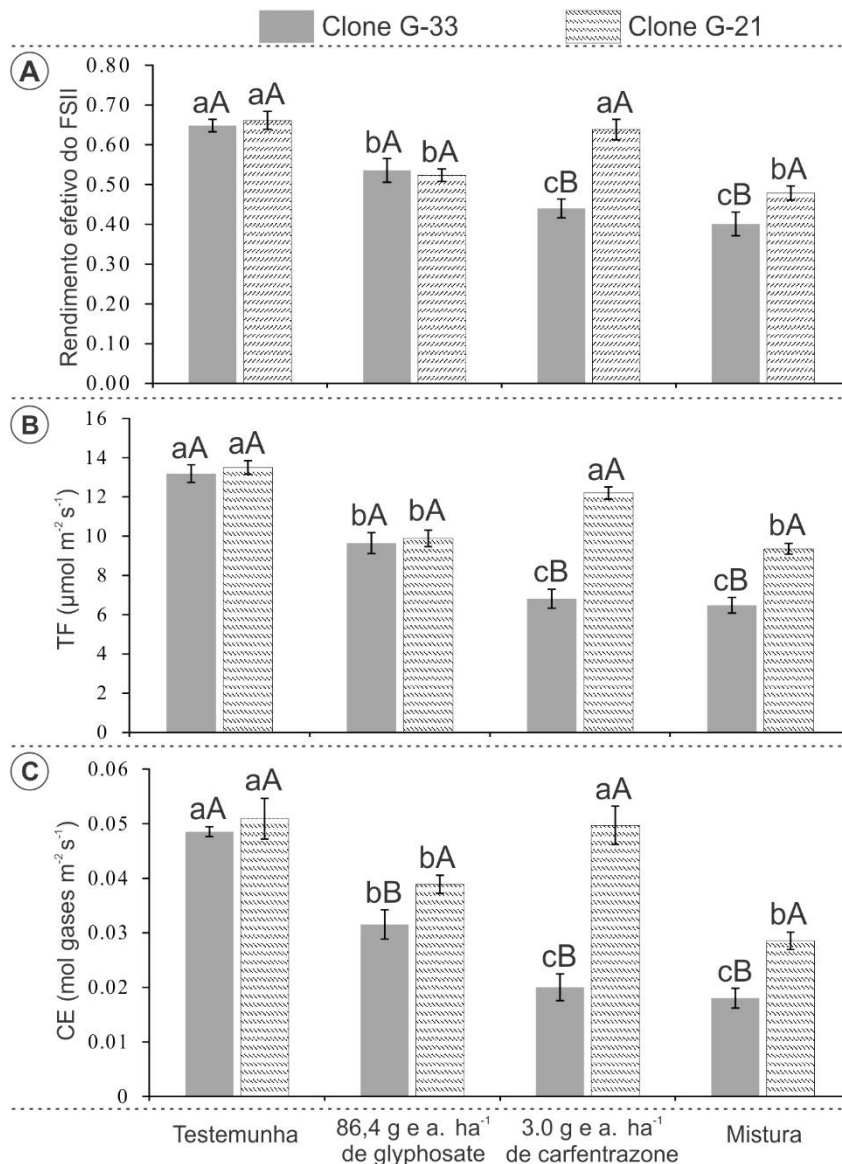 Clone G-33 Clone G-21
A
Rendimento efetivo do FSII
0.80
0.70
0.60
0.50
0.40
0.30
0.20
0.10
0.00
aA aA bA bA cB aA cB bA
B
TF (µmol m⁻² s⁻¹)
16
14
12
10
8
6
4
2
0
aA aA bA bA cB aA cB bA
C
CE (mol gases m⁻² s⁻¹)
0.06
0.05
0.04
0.03
0.02
0.01
0
aA aA bB bA cB aA cB bA
Testemunha
86,4 g e a. ha⁻¹
de glyphosate
3.0 g e a. ha⁻¹
de carfentrazone
Mistura